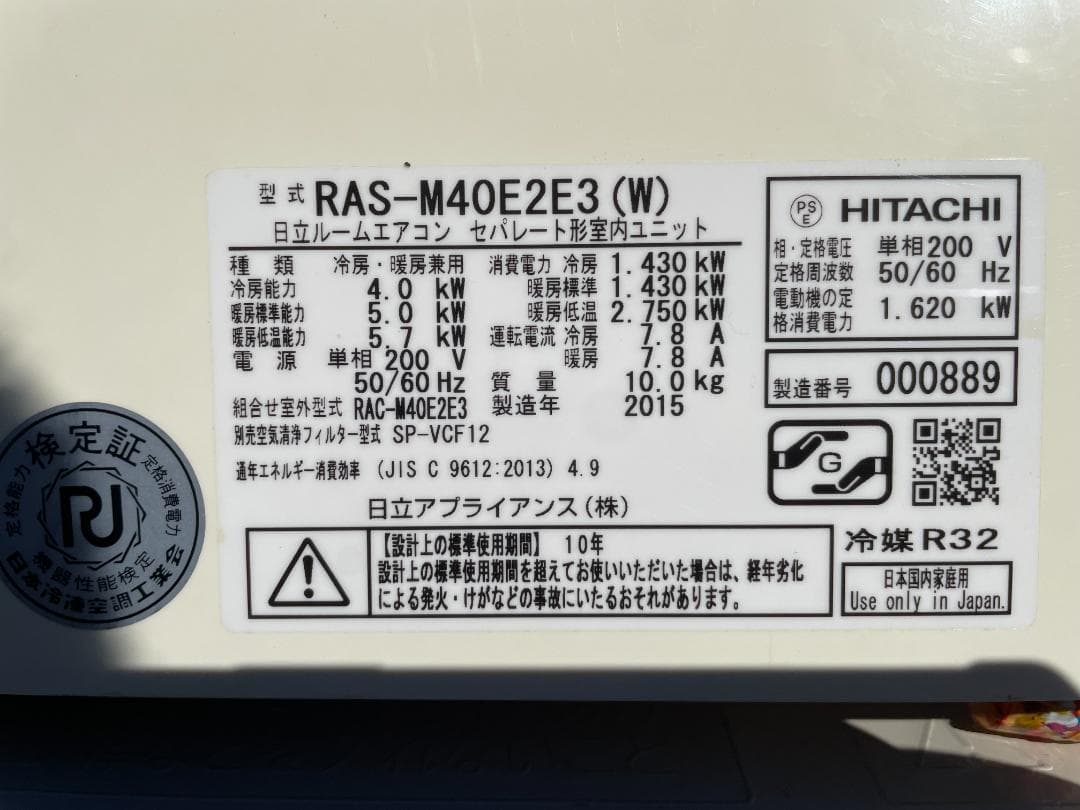 型式 RAS-M40E2E3(W)
日立ルームエアコン セパレート形室内ユニット
種類 冷房・暖房兼用
冷房能力 4.0 kW
暖房標準能力 5.0 kW
暖房低温能力 5.7 kW
電源 単相200 V
50/60 Hz
組合せ室外型式 RAC-M40E2E3
消費電力 冷房 1.430 kW
暖房標準 1.430 kW
暖房低温 2.750 kW
運転電流 冷房 7.8 A
暖房 7.8 A
質量 10.0 kg
製造年 2015
別売空気清浄フィルター型式 SP-VCF12
通年エネルギー消費効率 (JIS C 9612:2013) 4.9
日立アプライアンス(株)
【設計上の標準使用期間】 10年
設計上の標準使用期間を超えてお使いいただいた場合は、経年劣化
による発火・けがなどの事故にいたるおそれがあります。
PS
E
HITACHI
相・定格電圧 単相200 V
定格周波数 50/60 Hz
電動機の定
格消費電力 1.620 kW
製造番号 000889
G
冷媒 R32
日本国内家庭用
Use only in Japan.
検定証
定格能力
定格消費電力
RJ
機器性能検定
日本冷凍空調工業会